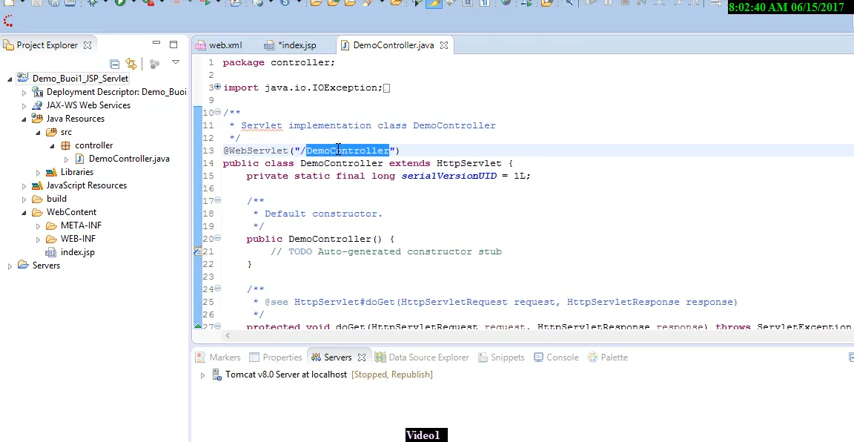 8:02:40 AM 06/15/2017
Project Explorer
web.xml
*index.jsp
DemoController.java
Demo_Buoi1_JSP_Servlet
Deployment Descriptor: Demo_Buoi
JAX-WS Web Services
Java Resources
src
controller
DemoController.java
Libraries
JavaScript Resources
build
WebContent
META-INF
WEB-INF
index.jsp
Servers
1 package controller;
2
3 import java.io.IOException;
9
10 /**
11 * Servlet implementation class DemoController
12 */
13 @WebServlet("/DemoController")
14 public class DemoController extends HttpServlet {
15 private static final long serialVersionUID = 1L;
16
17 /**
18 * Default constructor.
19 */
20 public DemoController() {
21 // TODO Auto-generated constructor stub
22 }
23
24 /**
25 * @see HttpServlet#doGet(HttpServletRequest request, HttpServletResponse response)
26 */
27 protected void doGet(HttpServletRequest request, HttpServletResponse response) throws ServletException
Markers
Properties
Servers
Data Source Explorer
Snippets
Console
Palette
Tomcat v8.0 Server at localhost [Stopped, Republish]
Video1